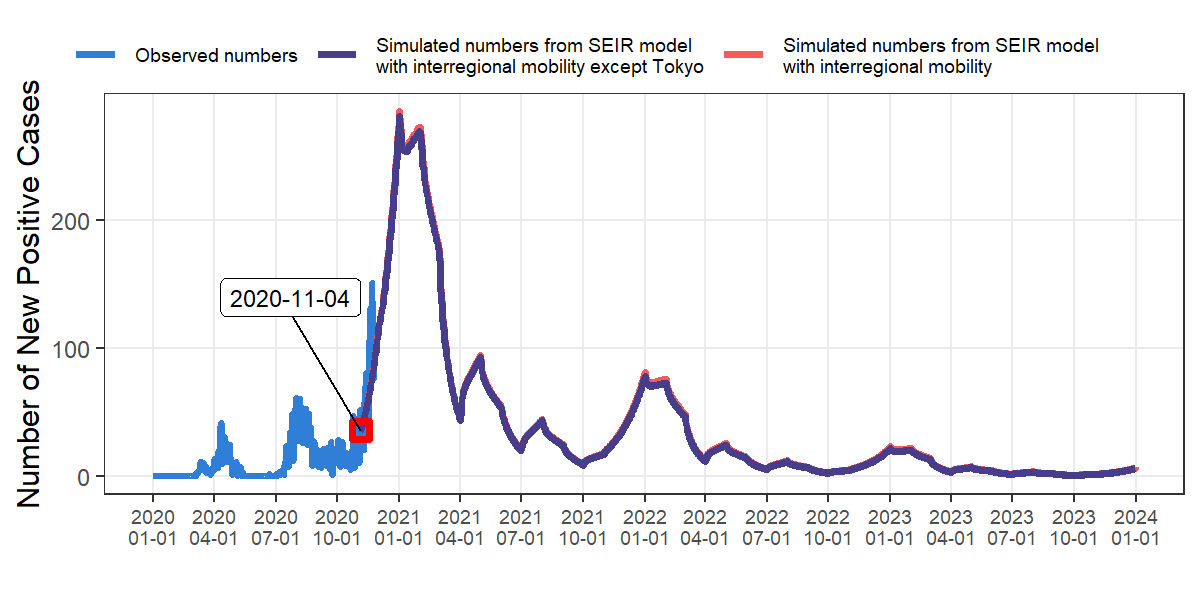 Observed numbers
Simulated numbers from SEIR model
with interregional mobility except Tokyo
Simulated numbers from SEIR model
with interregional mobility
Number of New Positive Cases
200
100
0
2020-11-04
2020 2020 2020 2020 2021 2021 2021 2021 2022 2022 2022 2022 2023 2023 2023 2023 2024
01-01 04-01 07-01 10-01 01-01 04-01 07-01 10-01 01-01 04-01 07-01 10-01 01-01 04-01 07-01 10-01 01-01